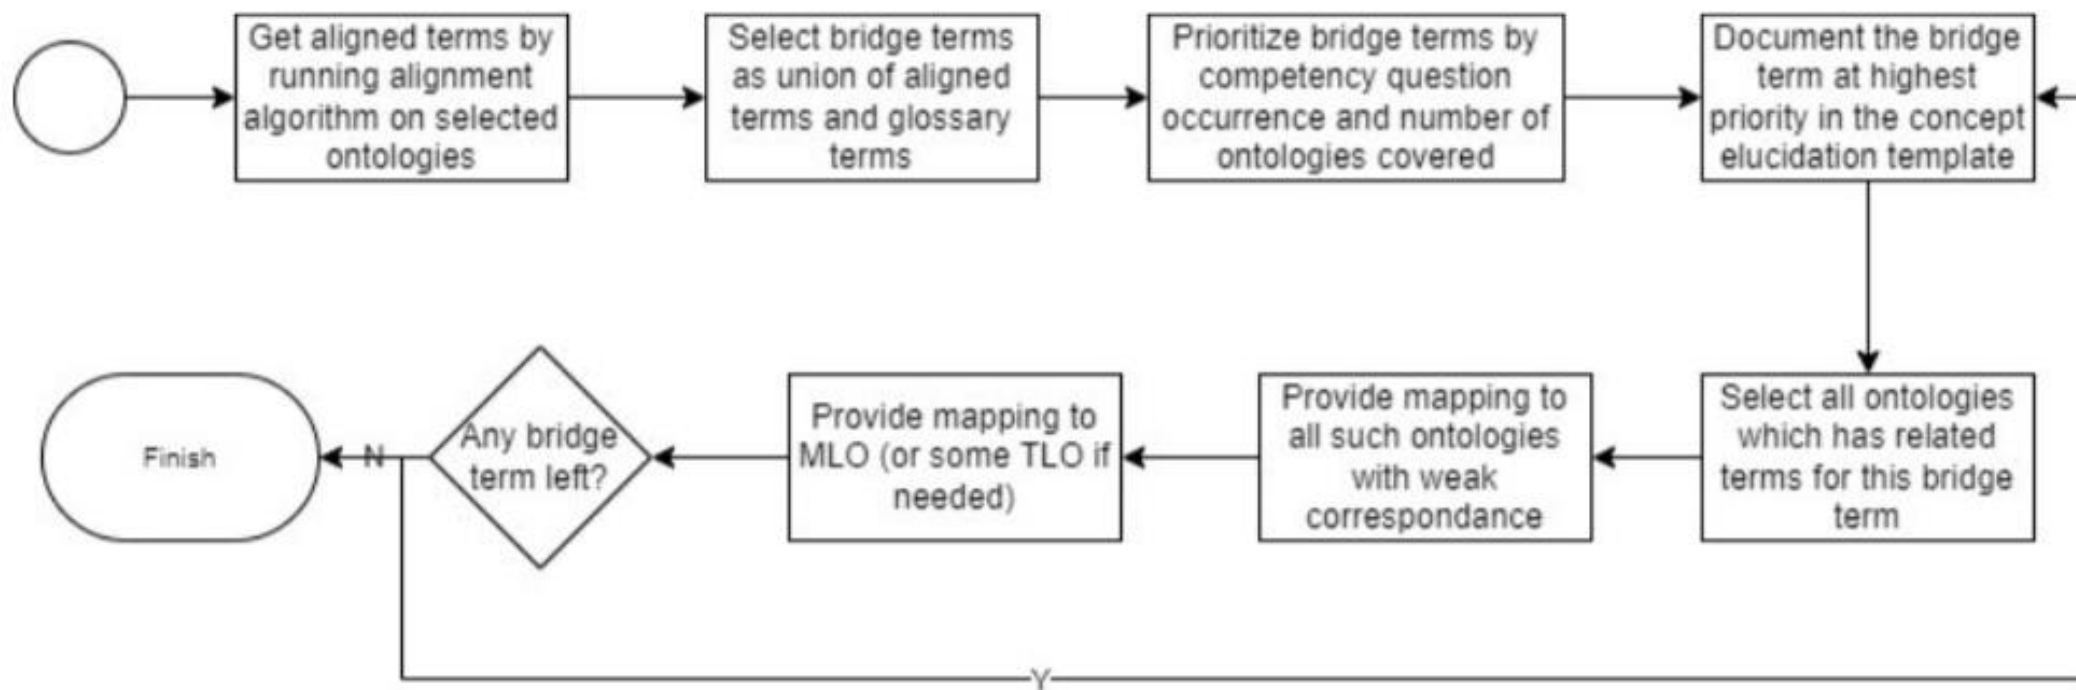 Get aligned terms by
running alignment
algorithm on selected
ontologies
Select bridge terms
as union of aligned
terms and glossary
terms
Prioritize bridge terms by
competency question
occurrence and number of
ontologies covered
Document the bridge
term at highest
priority in the concept
elucidation template
Select all ontologies
which has related
terms for this bridge
term
Provide mapping to
all such ontologies
with weak
correspondance
Provide mapping to
MLO (or some TLO if
needed)
Any bridge
term left?
N
Finish
Y